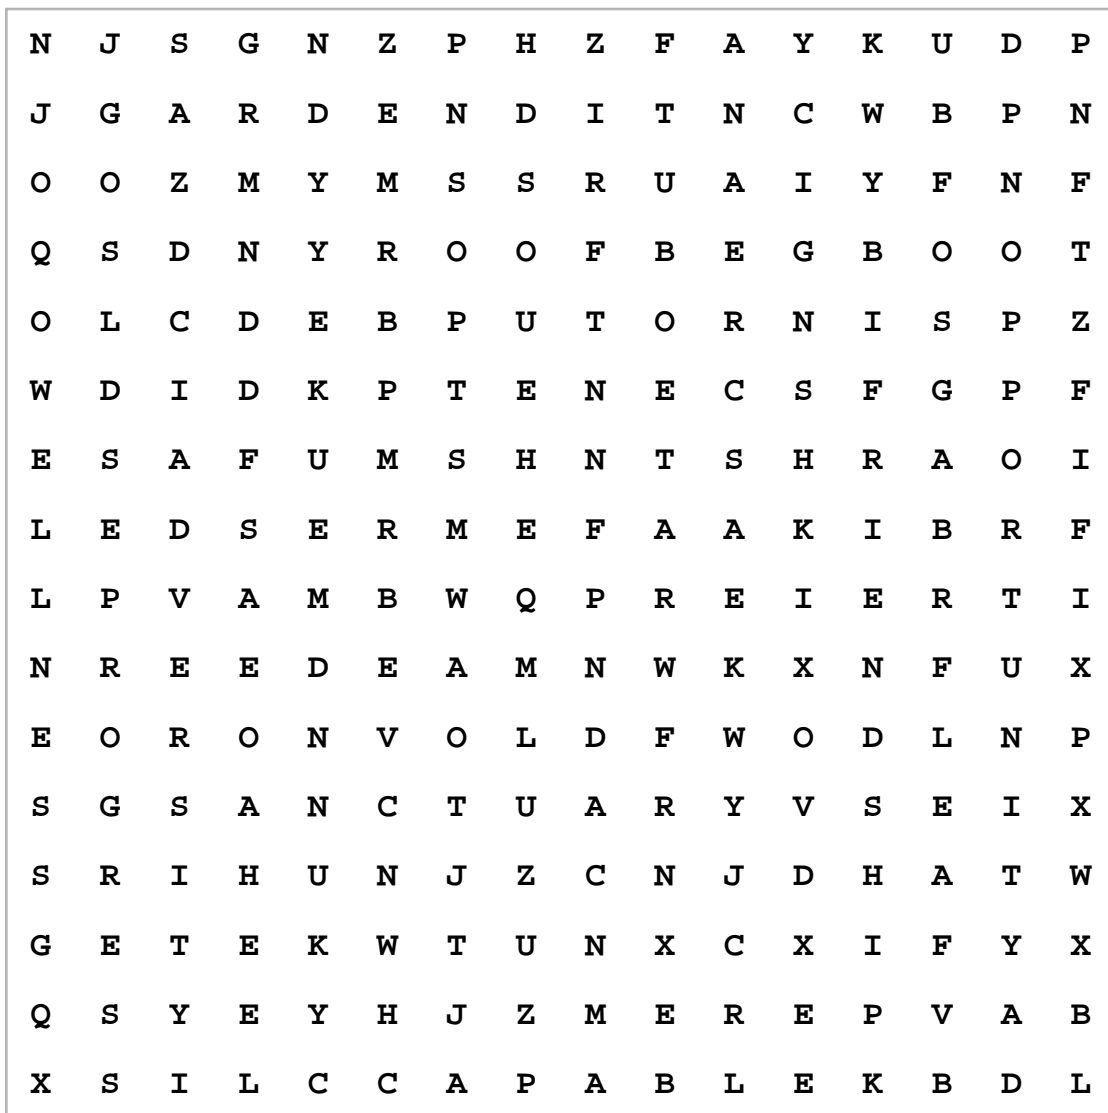 N J S G N Z P H Z F A Y K U D P
J G A R D E N D I T N C W B P N
O O Z M Y M S S R U A I Y F N F
Q S D N Y R O O F B E G B O O T
O L C D E B P U T O R N I S P Z
W D I D K P T E N E C S F G P F
E S A F U M S H N T S H R A O I
L E D S E R M E F A A K I B R F
L P V A M B W Q P R E I E R T I
N R E E D E A M N W K X N F U X
E O R O N V O L D F W O D L N P
S G S A N C T U A R Y V S E I X
S R I H U N J Z C N J D H A T W
G E T E K W T U N X C X I F Y X
Q S Y E Y H J Z M E R E P V A B
X S I L C C A P A B L E K B D L